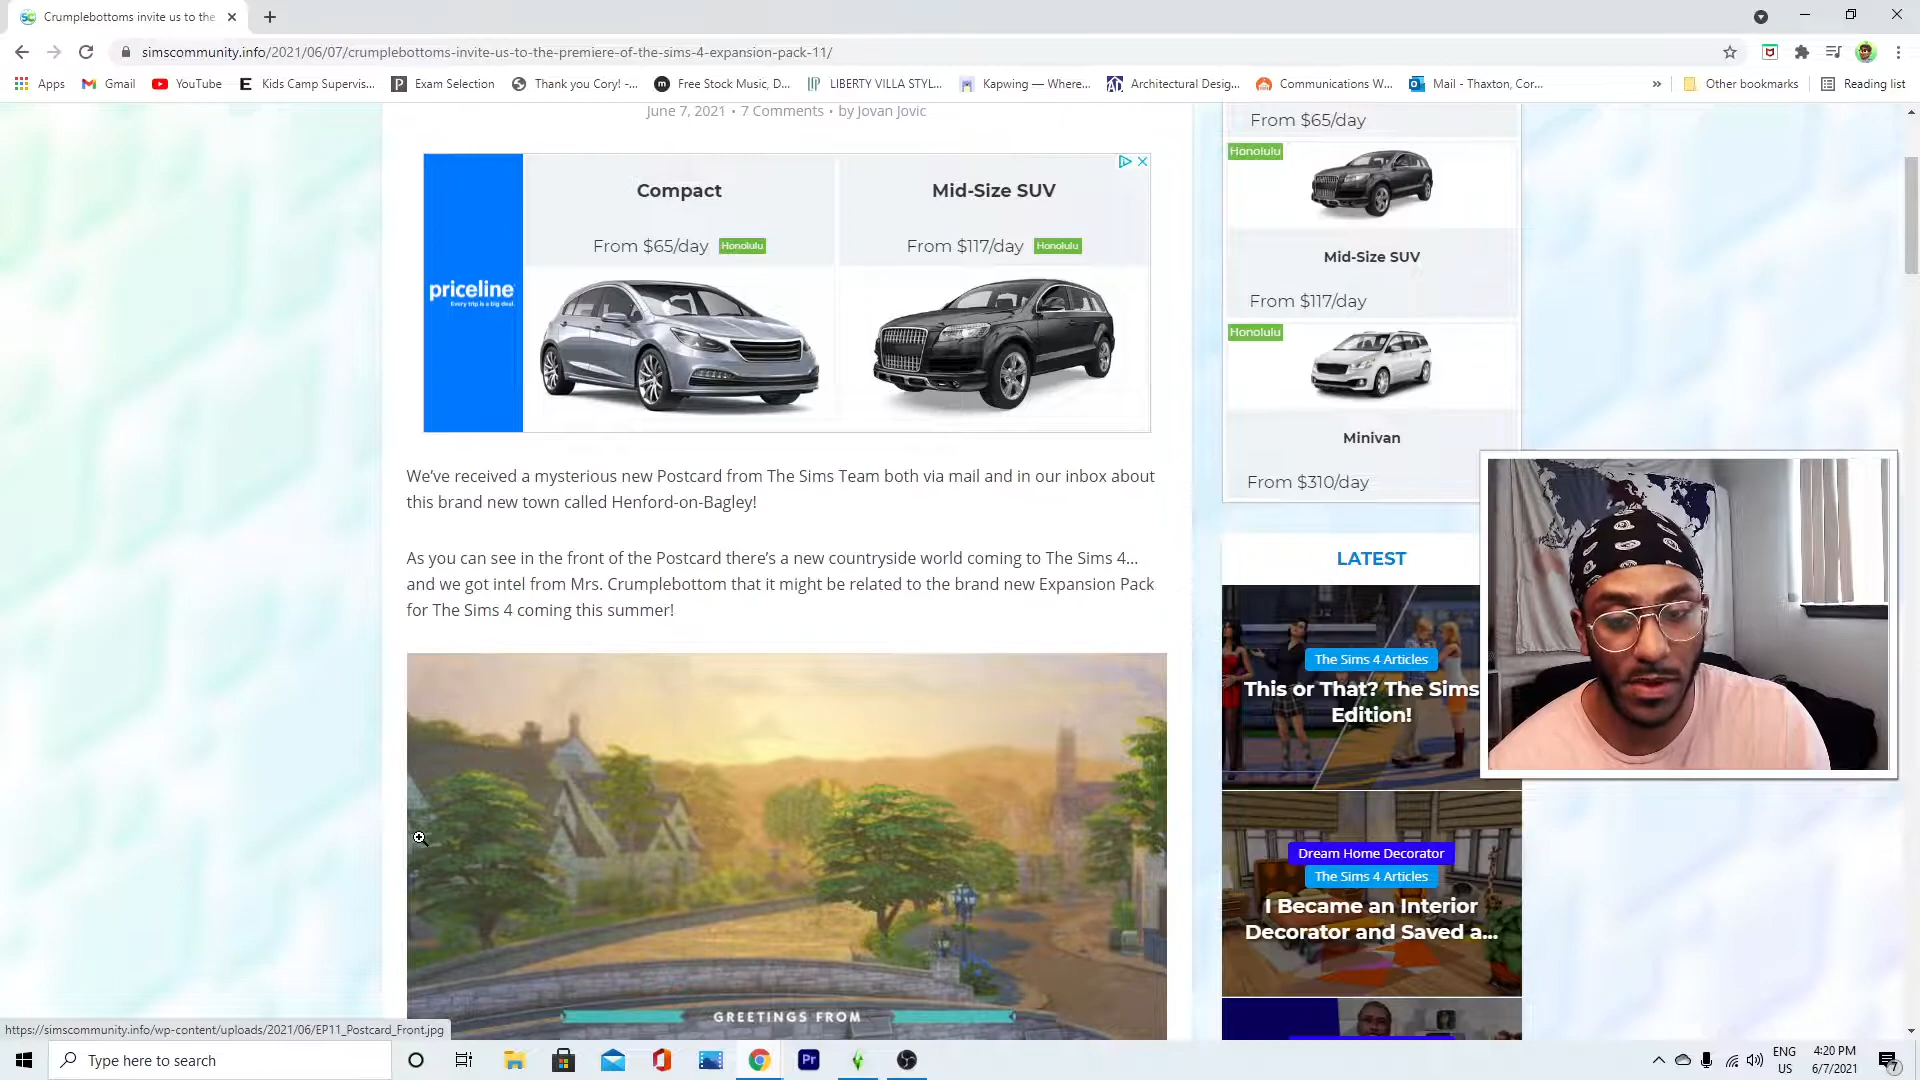 Crumplebottoms invite us to the
simscommunity.info/2021/06/07/crumplebottoms-invite-us-to-the-premiere-of-the-sims-4-expansion-pack-11/
Apps
Gmail
YouTube
Kids Camp Supervis...
Exam Selection
Thank you Cory! -...
Free Stock Music, D...
LIBERTY VILLA STYL...
Kapwing — Where...
Architectural Desig...
Communications W...
Mail - Thaxton, Cor...
»
Other bookmarks
Reading list
June 7, 2021 • 7 Comments • by Jovan Jovic
priceline
Every trip is a big deal.
Compact
From $65/day Honolulu
Mid-Size SUV
From $117/day Honolulu
We've received a mysterious new Postcard from The Sims Team both via mail and in our inbox about
this brand new town called Henford-on-Bagley!
As you can see in the front of the Postcard there's a new countryside world coming to The Sims 4...
and we got intel from Mrs. Crumplebottom that it might be related to the brand new Expansion Pack
for The Sims 4 coming this summer!
GREETINGS FROM
From $65/day
Honolulu
Mid-Size SUV
From $117/day
Honolulu
Minivan
From $310/day
LATEST
The Sims 4 Articles
This or That? The Sims
Edition!
Dream Home Decorator
The Sims 4 Articles
I Became an Interior
Decorator and Saved a...
https://simscommunity.info/wp-content/uploads/2021/06/EP11_Postcard_Front.jpg
Type here to search
Pr
ENG
US
4:20 PM
6/7/2021
7